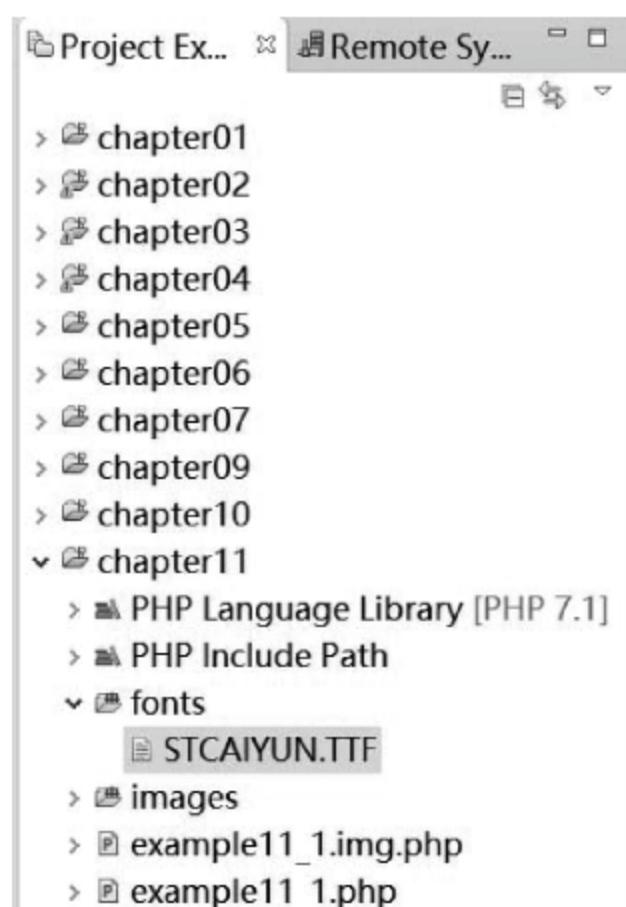 Project Ex... Remote Sy...
chapter01
chapter02
chapter03
chapter04
chapter05
chapter06
chapter07
chapter09
chapter10
chapter11
PHP Language Library [PHP 7.1]
PHP Include Path
fonts
STCAIYUN.TTF
images
example11_1.img.php
example11_1.php